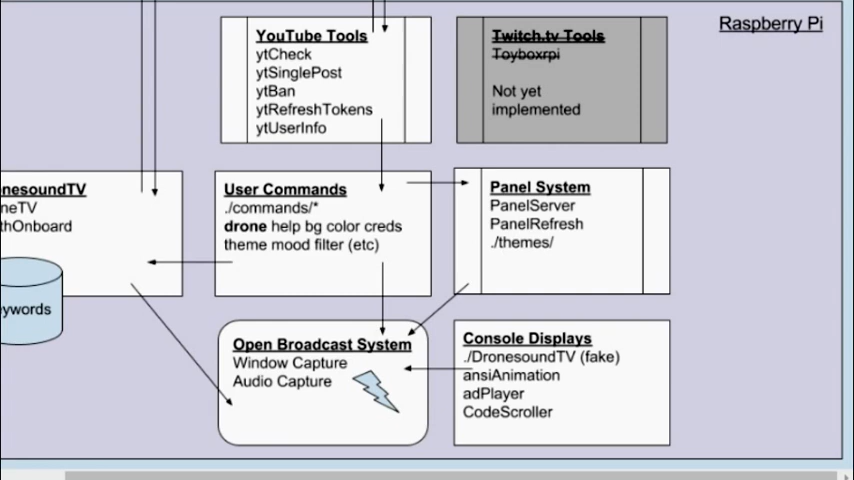 Raspberry Pi
YouTube Tools
ytCheck
ytSinglePost
ytBan
ytRefreshTokens
ytUserInfo
Twitch.tv Tools
Toyboxrpi
Not yet
implemented
nesoundTV
neTV
thOnboard
ywords
User Commands
./commands/*
drone help bg color creds
theme mood filter (etc)
Panel System
PanelServer
PanelRefresh
./themes/
Open Broadcast System
Window Capture
Audio Capture
Console Displays
./DronesoundTV (fake)
ansiAnimation
adPlayer
CodeScroller